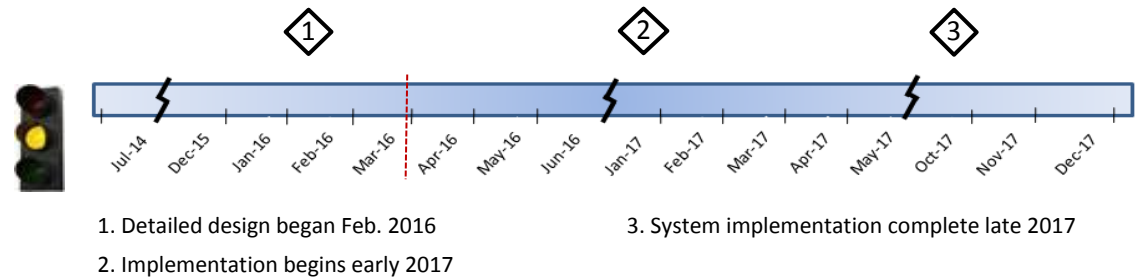 1 2 3
Jul-14 Dec-15 Jan-16 Feb-16 Mar-16 Apr-16 May-16 Jun-16 Jan-17 Feb-17 Mar-17 Apr-17 May-17 Oct-17 Nov-17 Dec-17
1. Detailed design began Feb. 2016 3. System implementation complete late 2017
2. Implementation begins early 2017